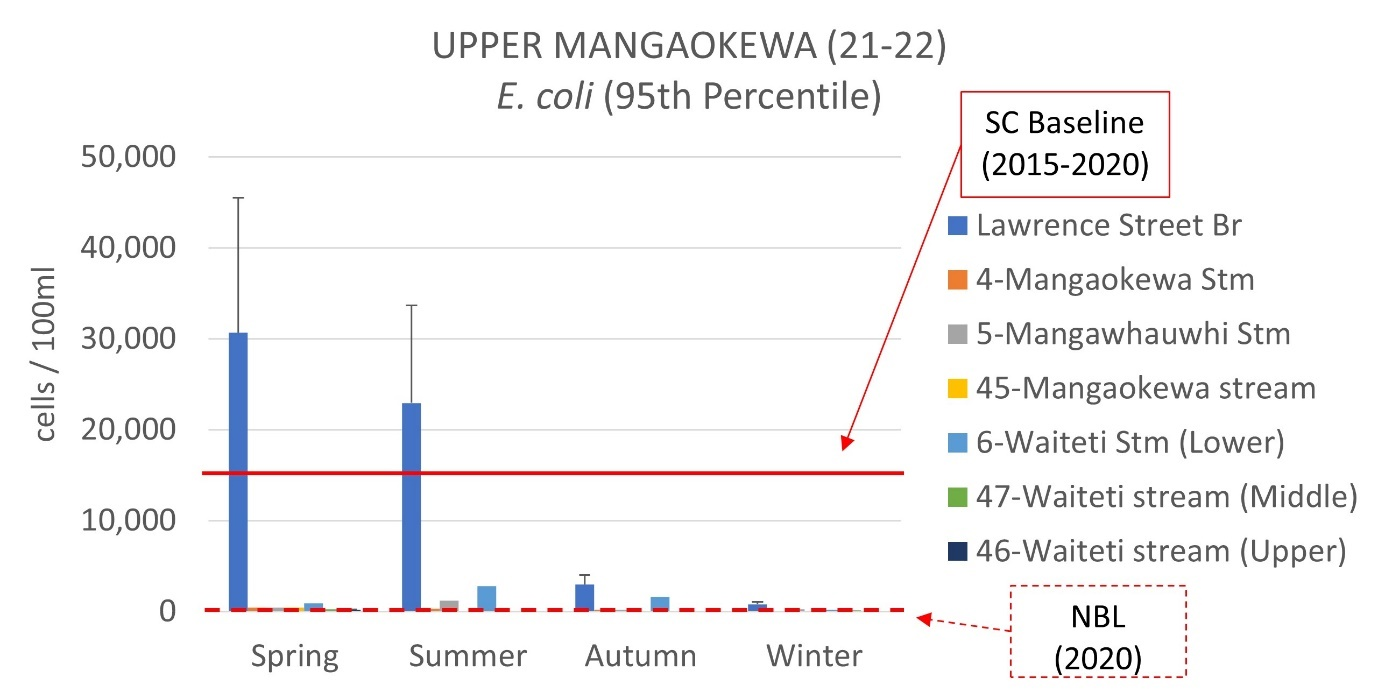 UPPER MANGAOKEWA (21-22)
E. coli (95th Percentile)
SC Baseline
(2015-2020)
cells / 100ml
50,000
40,000
30,000
20,000
10,000
0
Spring
Summer
Autumn
Winter
Lawrence Street Br
4-Mangaokewa Stm
5-Mangawhauwhi Stm
45-Mangaokewa stream
6-Waiteti Stm (Lower)
47-Waiteti stream (Middle)
46-Waiteti stream (Upper)
NBL
(2020)